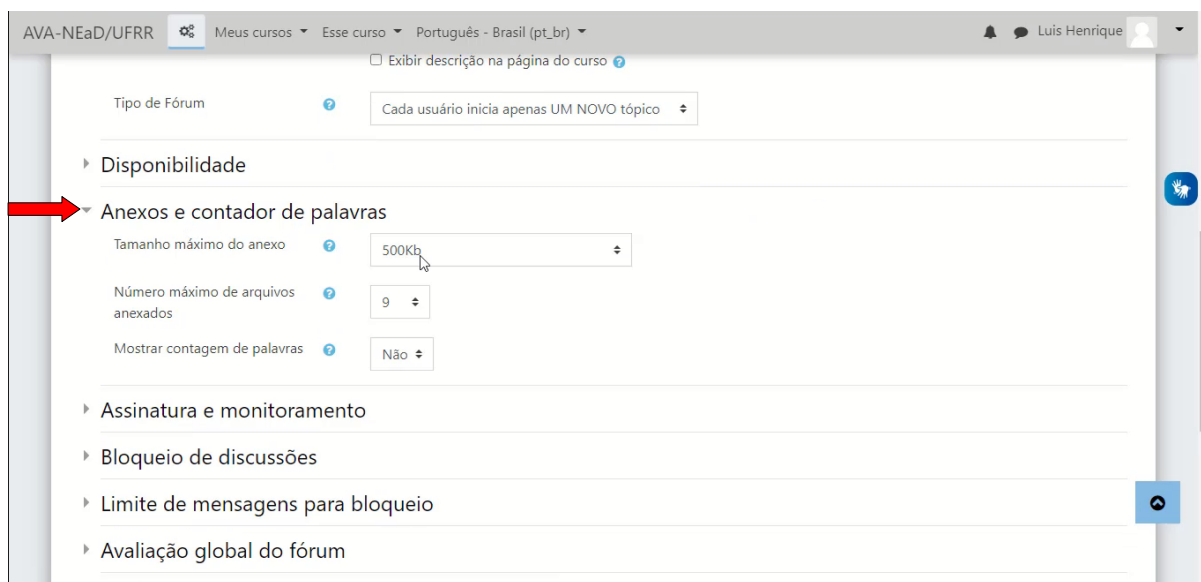 AVA-NEaD/UFRR Meus cursos Esse curso Português - Brasil (pt_br) Luis Henrique
Exibir descrição na página do curso
Tipo de Fórum Cada usuário inicia apenas UM NOVO tópico
Disponibilidade
Anexos e contador de palavras
Tamanho máximo do anexo 500Kb
Número máximo de arquivos
anexados
9
Mostrar contagem de palavras Não
Assinatura e monitoramento
Bloqueio de discussões
Limite de mensagens para bloqueio
Avaliação global do fórum